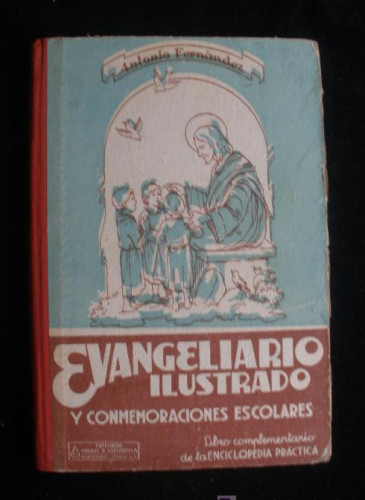 Antonio Fernández
EVANGELIARIO
ILUSTRADO
Y CONMEMORACIONES ESCOLARES
Libro complementario
de la ENCICLOPEDIA PRÁCTICA